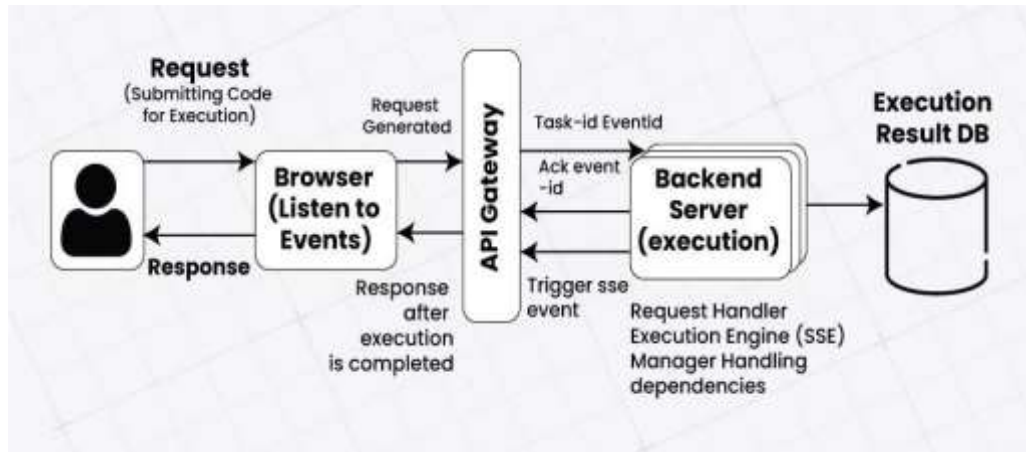 Request
(Submitting Code
for Execution)
Request
Generated
Browser
(Listen to
Events)
Response
Response
after
execution
is completed
API Gateway
Task-id Eventid
Ack event
-id
Trigger sse
event
Backend
Server
(execution)
Request Handler
Execution Engine (SSE)
Manager Handling
dependencies
Execution
Result DB